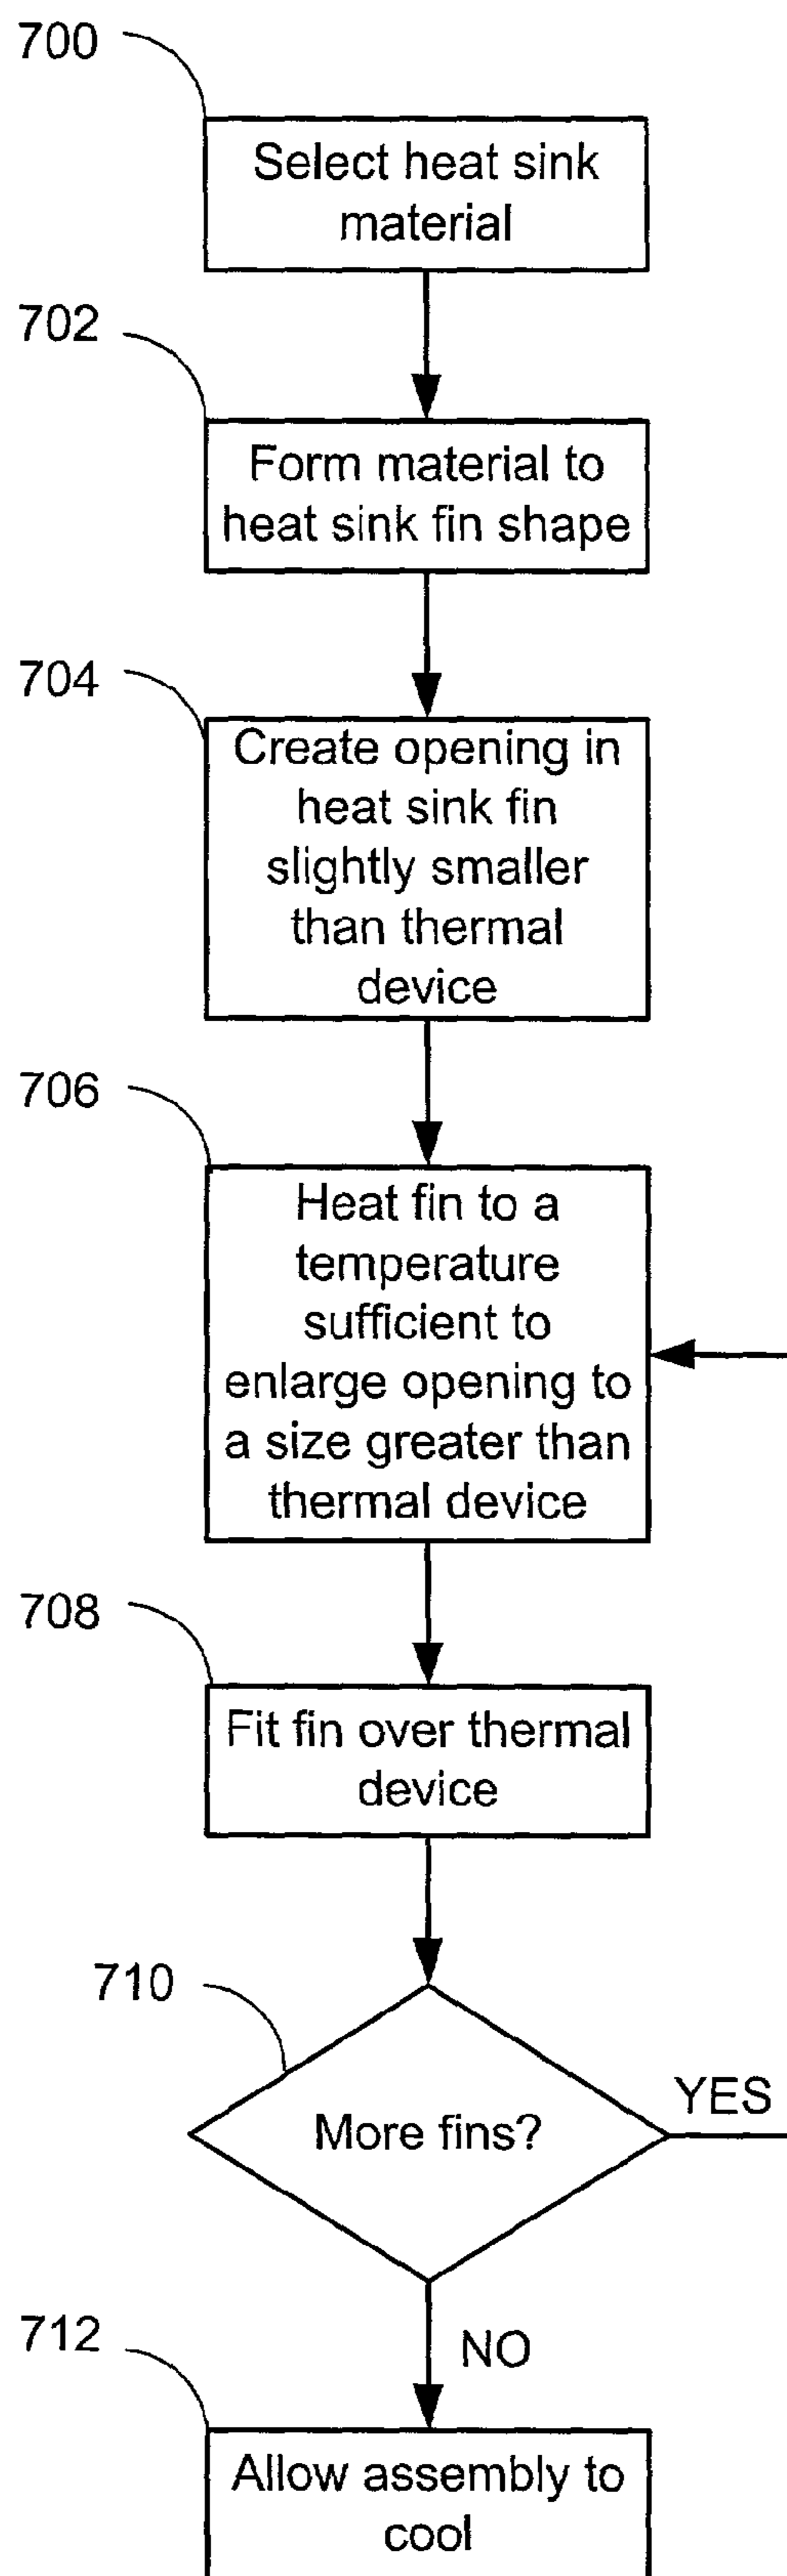 700
Select heat sink
material
702
Form material to
heat sink fin shape
704
Create opening in
heat sink fin
slightly smaller
than thermal
device
706
Heat fin to a
temperature
sufficient to
enlarge opening to
a size greater than
thermal device
708
Fit fin over thermal
device
710
More fins?
YES
NO
712
Allow assembly to
cool